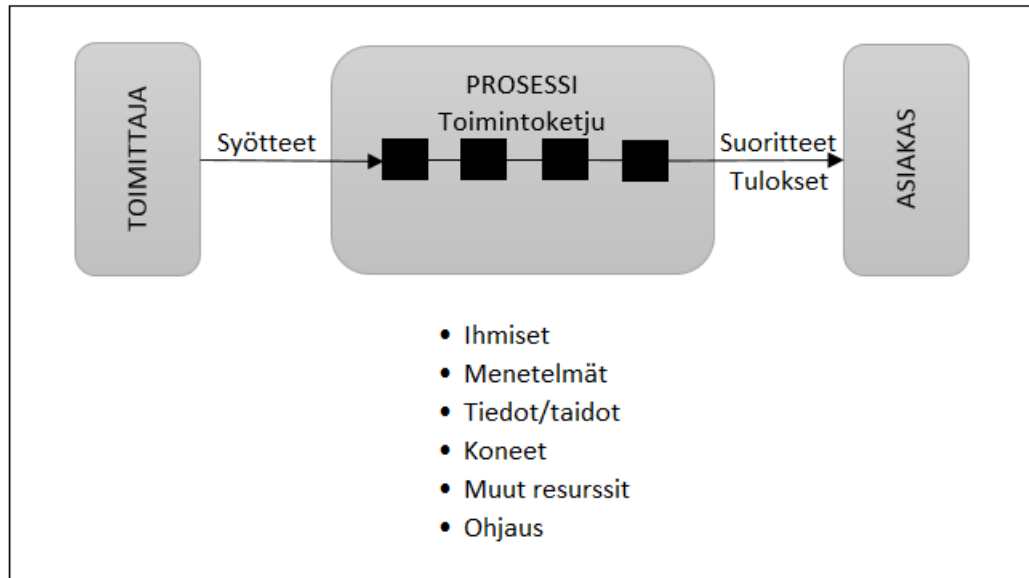 TOIMITTAJA
Syötteet
PROSESSI
Toimintoketju
Suoritteet
Tulokset
ASIAKAS
• Ihmiset
• Menetelmät
• Tiedot/taidot
• Koneet
• Muut resurssit
• Ohjaus